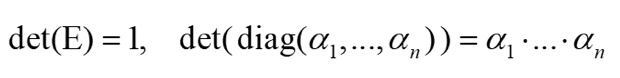 det(E) = 1, det(diag(α₁,...,αₙ)) = α₁·...·αₙ